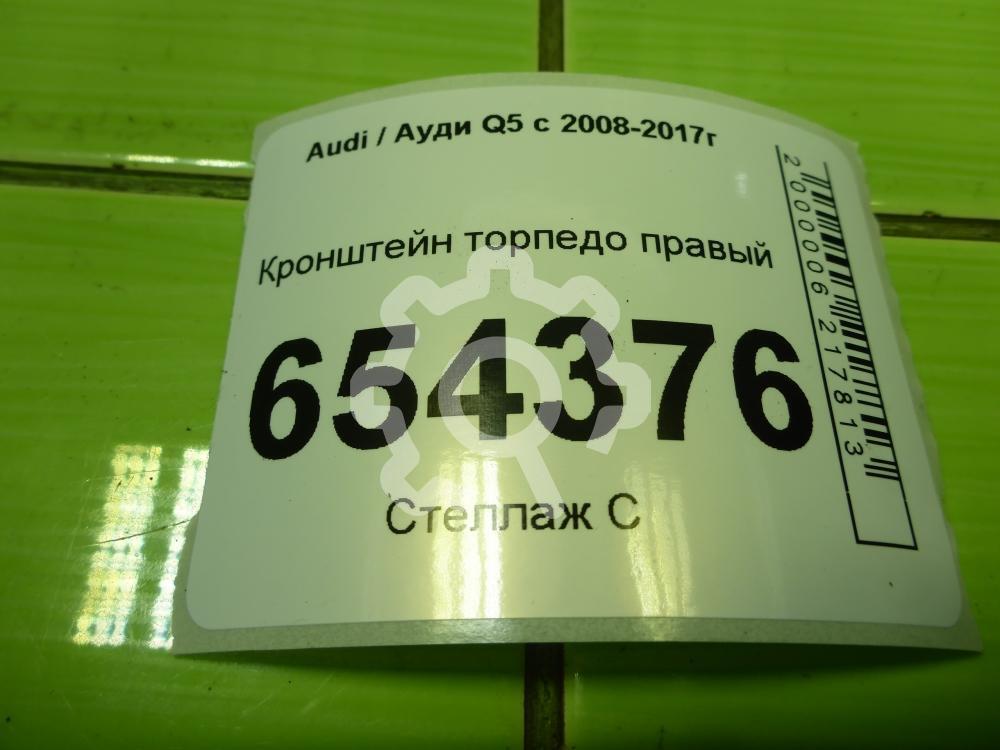 Audi / Ауди Q5 с 2008-2017г
Кронштейн торпедо правый
654376
Стеллаж С
2000006217813